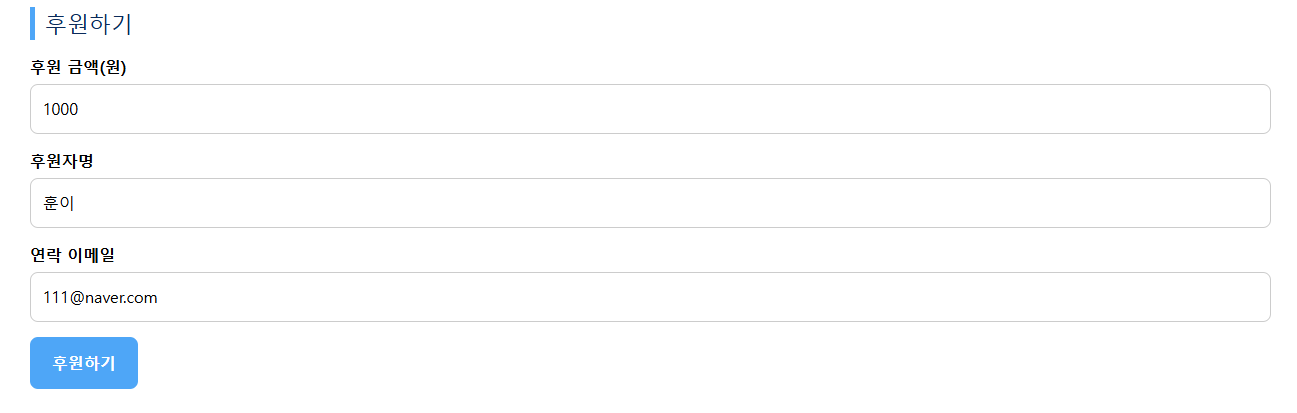 후원하기
후원 금액(원)
1000
후원자명
훈이
연락 이메일
111@naver.com
후원하기